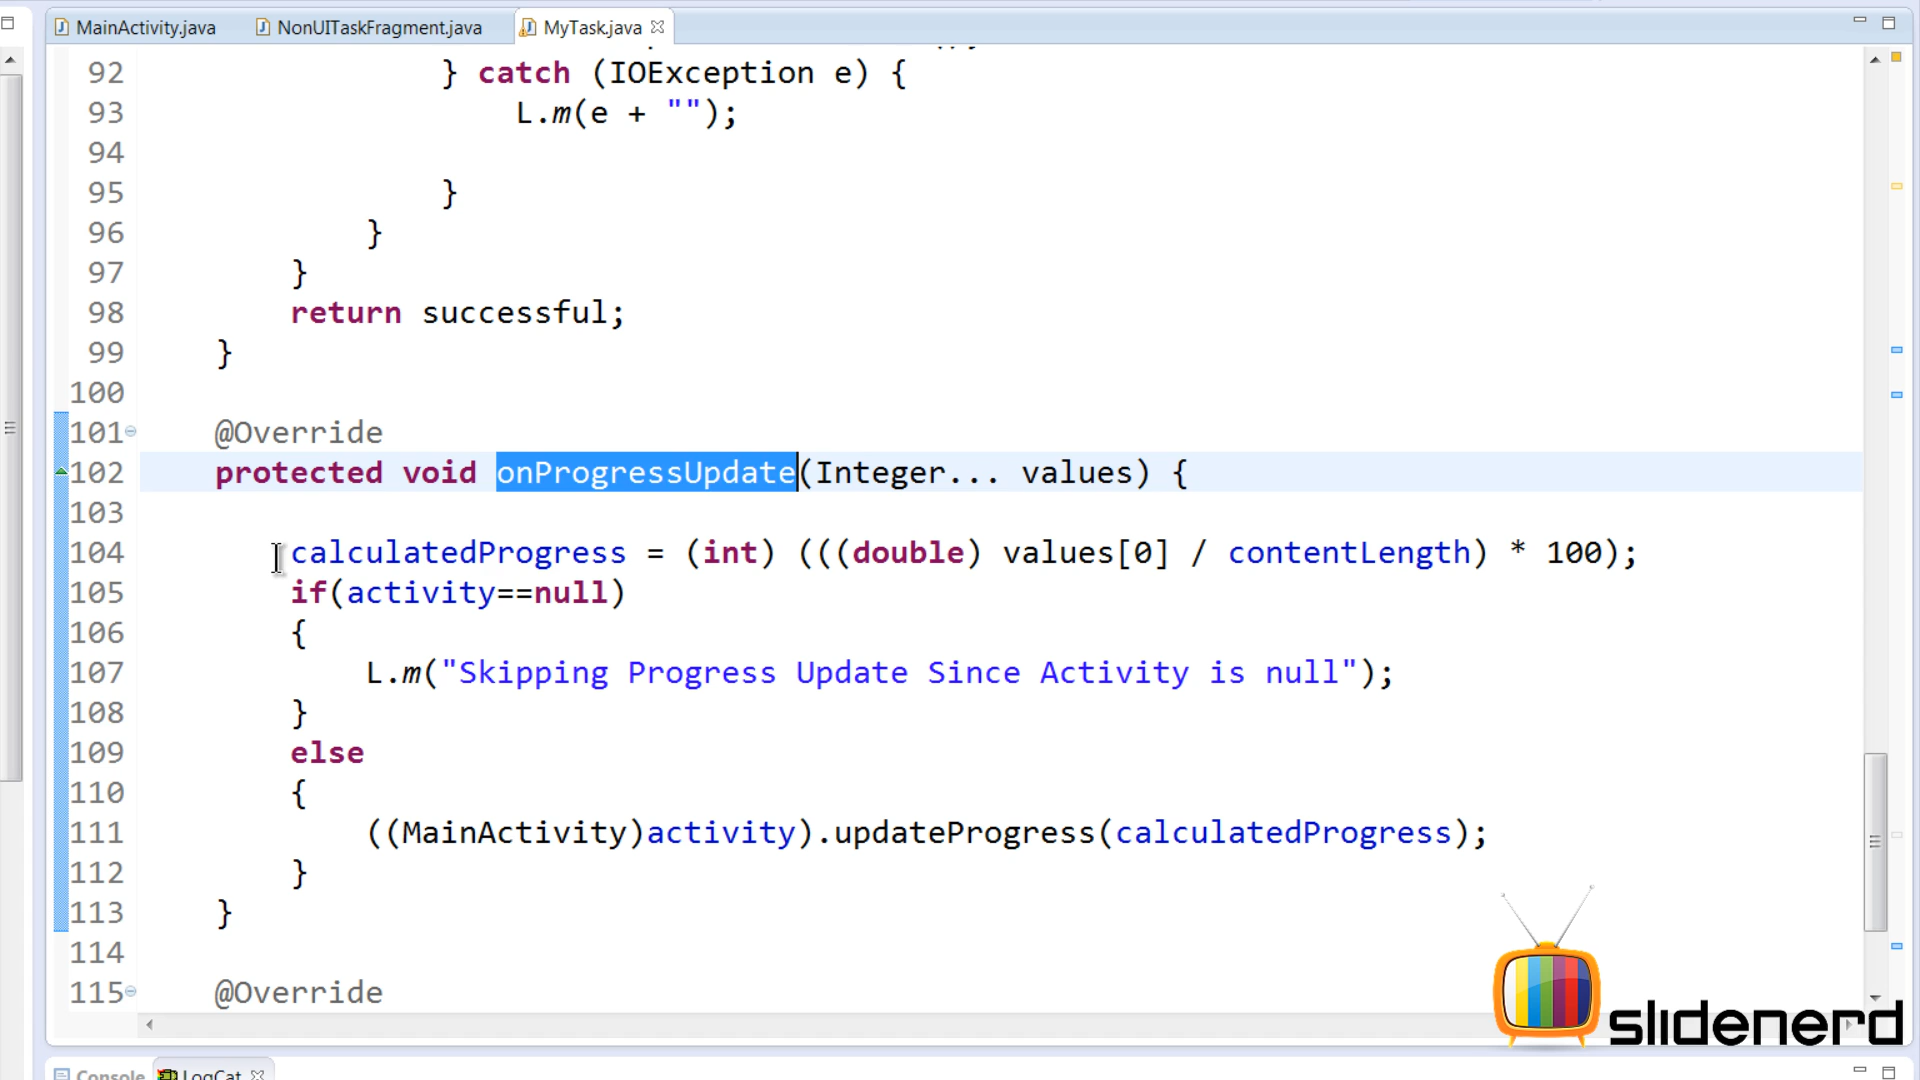 MainActivity.java NonUITaskFragment.java MyTask.java
92 } catch (IOException e) {
93 L.m(e + "");
94
95 }
96 }
97 }
98 return successful;
99 }
100
101 @Override
102 protected void onProgressUpdate(Integer... values) {
103
104 calculatedProgress = (int) (((double) values[0] / contentLength) * 100);
105 if(activity==null)
106 {
107 L.m("Skipping Progress Update Since Activity is null");
108 }
109 else
110 {
111 ((MainActivity)activity).updateProgress(calculatedProgress);
112 }
113 }
114
115 @Override
slidenerd
Console LogCat